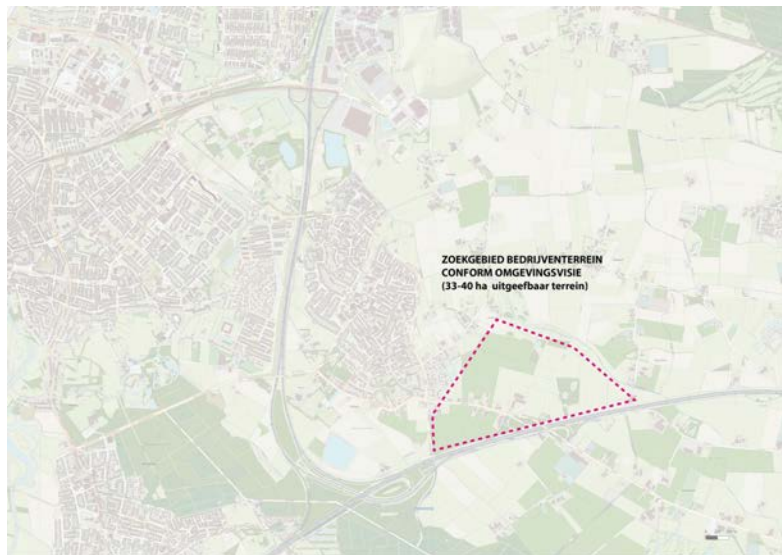 ZOEKGEBIED BEDRIJVENTERREIN
CONFORM OMGEVINGSVISIE
(33-40 ha uitgeefbaar terrein)